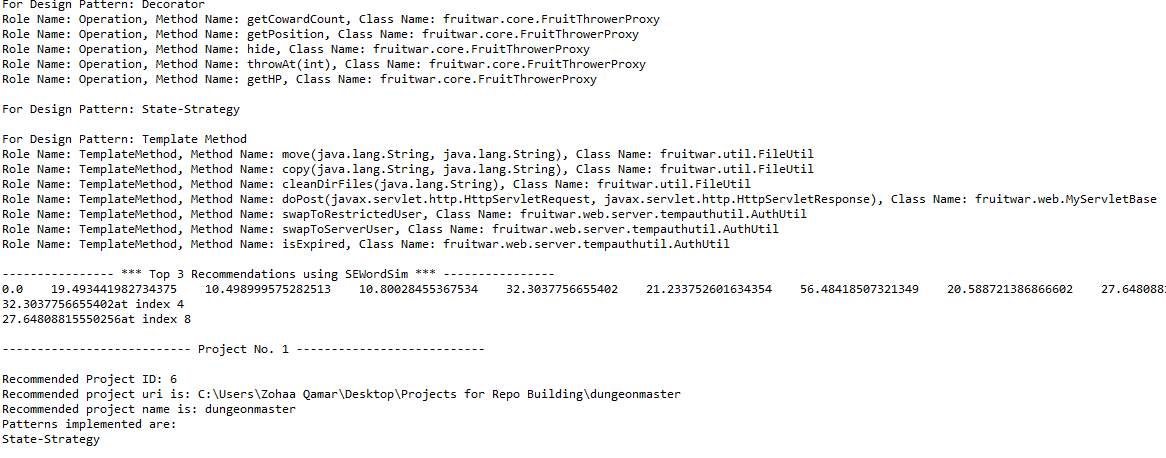 For Design Pattern: Decorator
Role Name: Operation, Method Name: getCowardCount, Class Name: fruitwar.core.FruitThrowerProxy
Role Name: Operation, Method Name: getPosition, Class Name: fruitwar.core.FruitThrowerProxy
Role Name: Operation, Method Name: hide, Class Name: fruitwar.core.FruitThrowerProxy
Role Name: Operation, Method Name: throwAt(int), Class Name: fruitwar.core.FruitThrowerProxy
Role Name: Operation, Method Name: getHP, Class Name: fruitwar.core.FruitThrowerProxy
For Design Pattern: State-Strategy
For Design Pattern: Template Method
Role Name: TemplateMethod, Method Name: move(java.lang.String, java.lang.String), Class Name: fruitwar.util.FileUtil
Role Name: TemplateMethod, Method Name: copy(java.lang.String, java.lang.String), Class Name: fruitwar.util.FileUtil
Role Name: TemplateMethod, Method Name: cleanDirFiles(java.lang.String), Class Name: fruitwar.util.FileUtil
Role Name: TemplateMethod, Method Name: doPost(javax.servlet.http.HttpServletRequest, javax.servlet.http.HttpServletResponse), Class Name: fruitwar.web.MyServletBase
Role Name: TemplateMethod, Method Name: swapToRestrictedUser, Class Name: fruitwar.web.server.tempauthutil.AuthUtil
Role Name: TemplateMethod, Method Name: swapToServerUser, Class Name: fruitwar.web.server.tempauthutil.AuthUtil
Role Name: TemplateMethod, Method Name: isExpired, Class Name: fruitwar.web.server.tempauthutil.AuthUtil
---------------- *** Top 3 Recommendations using SEWordSim *** ----------------
0.0 19.493441982734375 10.498999575282513 10.80028455367534 32.3037756655402 21.233752601634354 56.48418507321349 20.588721386866602 27.648088
32.3037756655402at index 4
27.64808815550256at index 8
--------------------------- Project No. 1 ---------------------------
Recommended Project ID: 6
Recommended project uri is: C:\Users\Zohaa Qamar\Desktop\Projects for Repo Building\dungeonmaster
Recommended project name is: dungeonmaster
Patterns implemented are:
State-Strategy